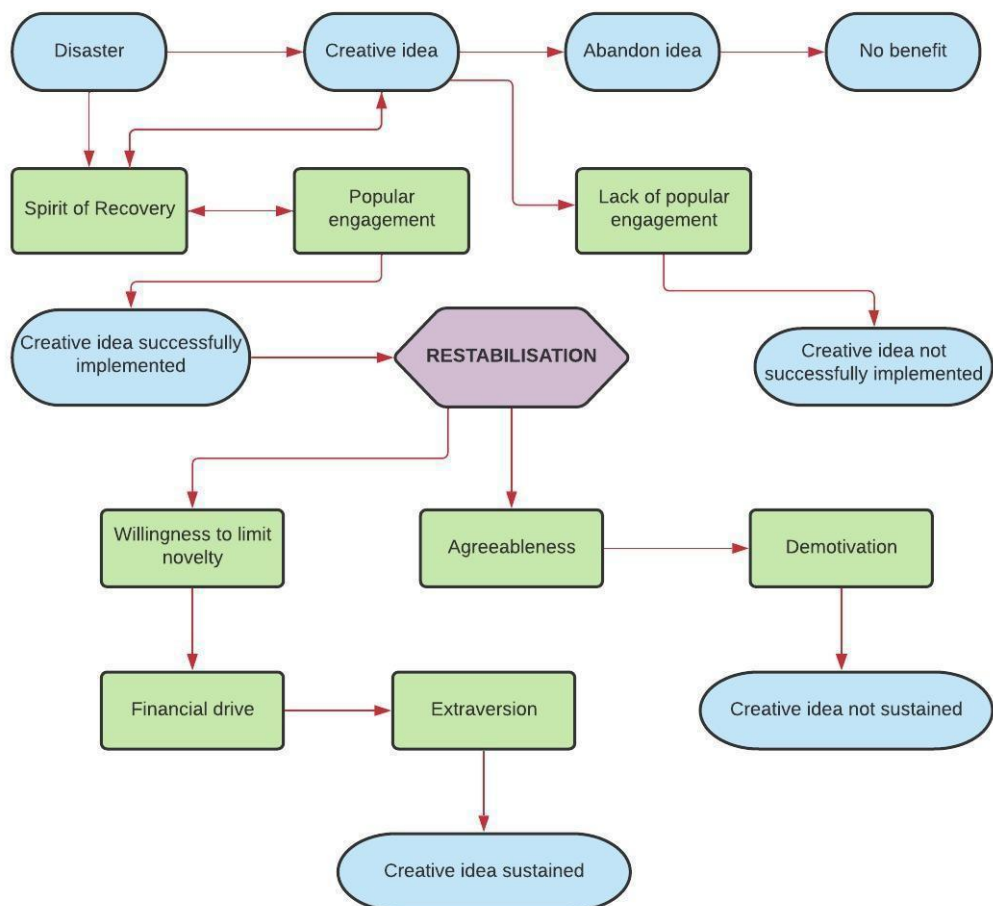 Disaster
Creative idea
Abandon idea
No benefit
Spirit of Recovery
Popular
engagement
Lack of popular
engagement
Creative idea successfully
implemented
RESTABILISATION
Creative idea not
successfully implemented
Willingness to limit
novelty
Agreeableness
Demotivation
Financial drive
Extraversion
Creative idea not sustained
Creative idea sustained